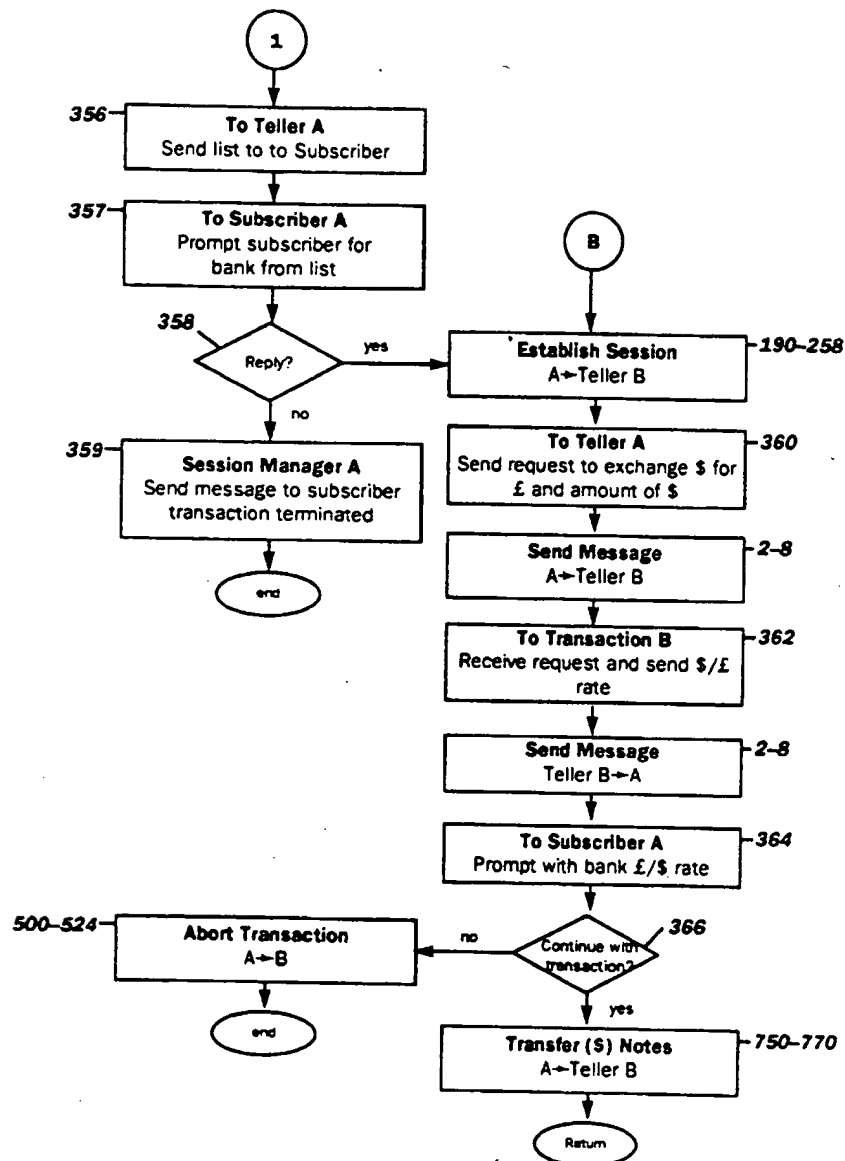 1
356
To Teller A
Send list to to Subscriber
357
To Subscriber A
Prompt subscriber for
bank from list
358
Reply?
yes
no
359
Session Manager A
Send message to subscriber
transaction terminated
end
B
Establish Session
A→Teller B
190–258
To Teller A
Send request to exchange $ for
£ and amount of $
360
Send Message
A→Teller B
2–8
To Transaction B
Receive request and send $/£
rate
362
Send Message
Teller B→A
2–8
To Subscriber A
Prompt with bank £/$ rate
364
Continue with
transaction?
366
no
yes
500–524
Abort Transaction
A→B
end
Transfer ($) Notes
A→Teller B
750–770
Return